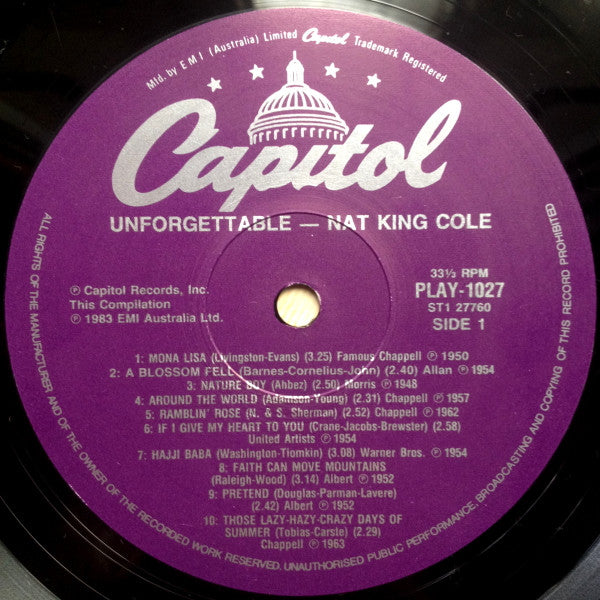 Mfd. by E M I (Australia) Limited Capitol Trademark Registered
Capitol
UNFORGETTABLE — NAT KING COLE
℗ Capitol Records, Inc.
This Compilation
℗ 1983 EMI Australia Ltd.
33⅓ RPM
PLAY-1027
ST1 27760
SIDE 1
1: MONA LISA (Livingston-Evans) (3.25) Famous Chappell ℗ 1950
2: A BLOSSOM FELL (Barnes-Cornelius-John) (2.40) Allan ℗ 1954
3: NATURE BOY (Ahbez) (2.50) Morris ℗ 1948
4: AROUND THE WORLD (Adamson-Young) (2.31) Chappell ℗ 1957
5: RAMBLIN' ROSE (N. & S. Sherman) (2.52) Chappell ℗ 1962
6: IF I GIVE MY HEART TO YOU (Crane-Jacobs-Brewster) (2.58)
United Artists ℗ 1954
7: HAJJI BABA (Washington-Tiomkin) (3.08) Warner Bros. ℗ 1954
8: FAITH CAN MOVE MOUNTAINS
(Raleigh-Wood) (3.14) Albert ℗ 1952
9: PRETEND (Douglas-Parman-Lavere)
(2.42) Albert ℗ 1952
10: THOSE LAZY-HAZY-CRAZY DAYS OF
SUMMER (Tobias-Carste) (2.29)
Chappell ℗ 1963
ALL RIGHTS OF THE MANUFACTURER AND OF THE OWNER OF THE RECORDED WORK RESERVED. UNAUTHORISED PUBLIC PERFORMANCE, BROADCASTING AND COPYING OF THIS RECORD PROHIBITED